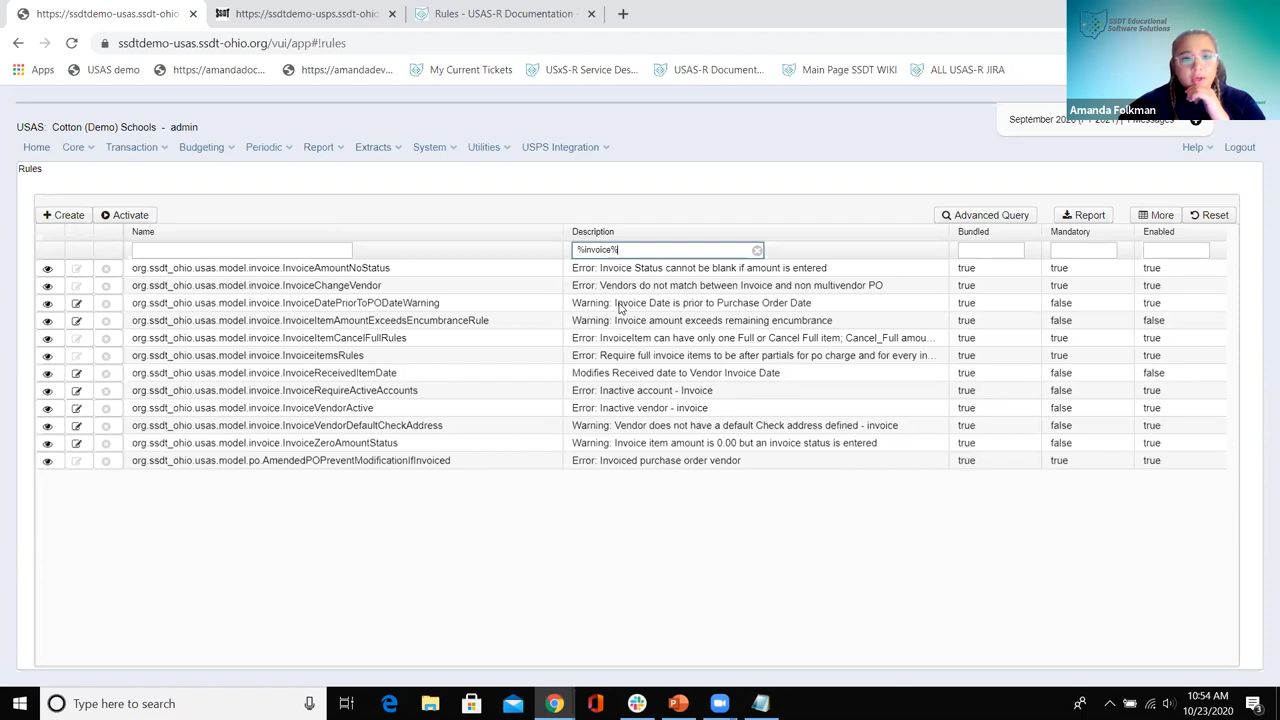 https://ssdtdemo-usas.ssdt-ohio
https://ssdtdemo-usps.ssdt-ohio
Rules - USAS-R Documentation -
ssdtdemo-usas.ssdt-ohio.org/vui/app#!rules
Apps
USAS demo
https://amandadoc...
https://amandadev...
My Current Tickets
USxS-R Service Des...
USAS-R Document...
Main Page SSDT WIKI
ALL USAS-R JIRA
SSDT Educational
Software Solutions
Amanda Folkman
USAS: Cotton (Demo) Schools - admin
Home Core Transaction Budgeting Periodic Report Extracts System Utilities USPS Integration Help Logout
Rules
Create Activate Advanced Query Report More Reset
Name Description Bundled Mandatory Enabled
%invoice%
org.ssdt_ohio.usas.model.invoice.InvoiceAmountNoStatus Error: Invoice Status cannot be blank if amount is entered true true true
org.ssdt_ohio.usas.model.invoice.InvoiceChangeVendor Error: Vendors do not match between Invoice and non multivendor PO true true true
org.ssdt_ohio.usas.model.invoice.InvoiceDatePriorToPODateWarning Warning: Invoice Date is prior to Purchase Order Date true false true
org.ssdt_ohio.usas.model.invoice.InvoiceItemAmountExceedsEncumbranceRule Warning: Invoice amount exceeds remaining encumbrance true false false
org.ssdt_ohio.usas.model.invoice.InvoiceItemCancelFullRules Error: InvoiceItem can have only one Full or Cancel Full item; Cancel_Full amou... true false true
org.ssdt_ohio.usas.model.invoice.InvoiceitemsRules Error: Require full invoice items to be after partials for po charge and for every in... true true true
org.ssdt_ohio.usas.model.invoice.InvoiceReceivedItemDate Modifies Received date to Vendor Invoice Date true false false
org.ssdt_ohio.usas.model.invoice.InvoiceRequireActiveAccounts Error: Inactive account - Invoice true false true
org.ssdt_ohio.usas.model.invoice.InvoiceVendorActive Error: Inactive vendor - invoice true false true
org.ssdt_ohio.usas.model.invoice.InvoiceVendorDefaultCheckAddress Warning: Vendor does not have a default Check address defined - invoice true false true
org.ssdt_ohio.usas.model.invoice.InvoiceZeroAmountStatus Warning: Invoice item amount is 0.00 but an invoice status is entered true false true
org.ssdt_ohio.usas.model.po.AmendedPOPreventModificationIfInvoiced Error: Invoiced purchase order vendor true true true
Type here to search
10:54 AM
10/23/2020
3